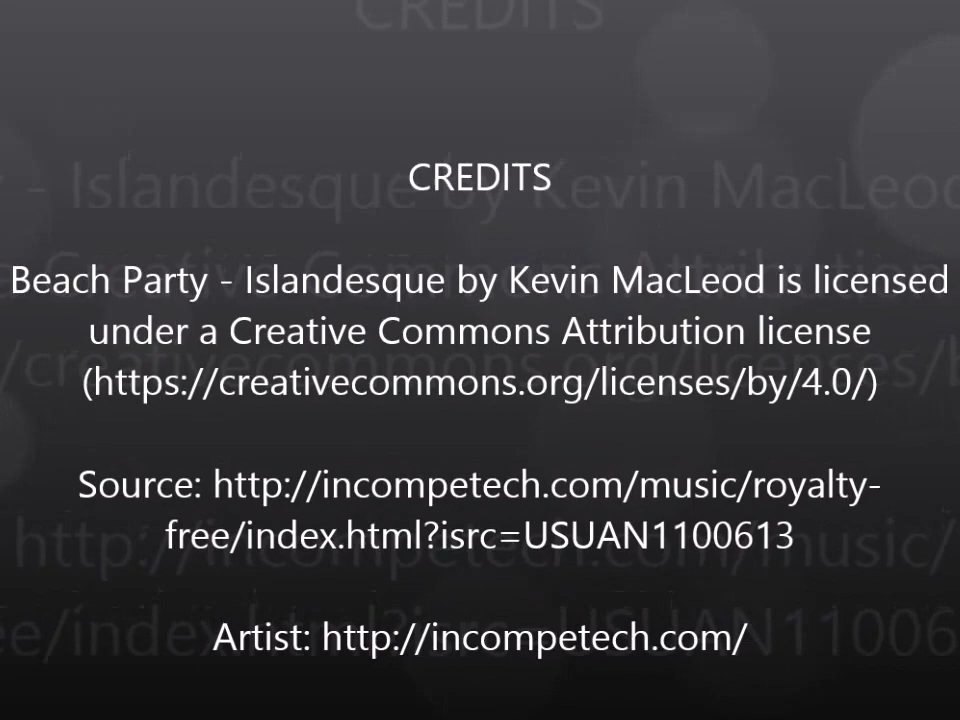 CREDITS
Beach Party - Islandesque by Kevin MacLeod is licensed
under a Creative Commons Attribution license
(https://creativecommons.org/licenses/by/4.0/)
Source: http://incompetech.com/music/royalty-
free/index.html?isrc=USUAN1100613
Artist: http://incompetech.com/